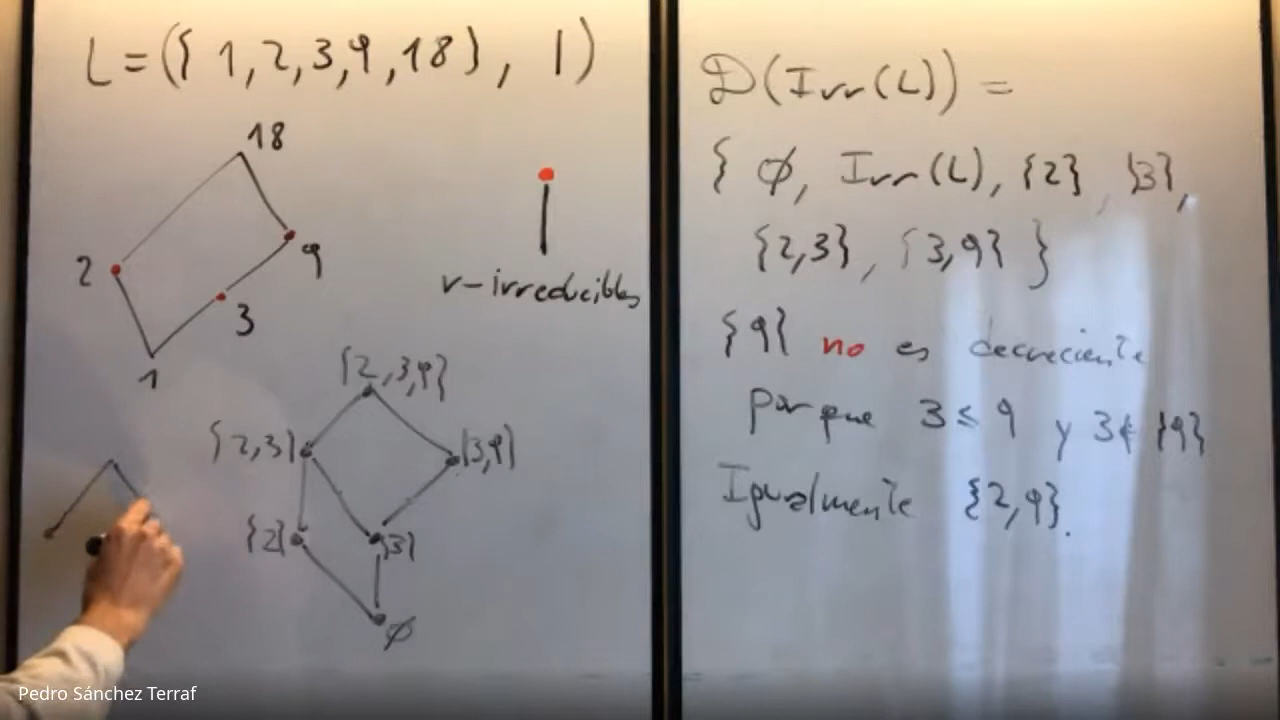 L = ({ 1, 2, 3, 9, 18 }, |)
18
2
9
3
1
v-irreducibles
{2,3,9}
{2,3}
{3,9}
{2}
{3}
∅
D(Irr(L)) =
{ ∅, Irr(L), {2}, {3},
{2,3}, {3,9} }
{9} no es decreciente
porque 3 ≤ 9 y 3 ∉ {9}
Igualmente {2,9}.
Pedro Sánchez Terraf